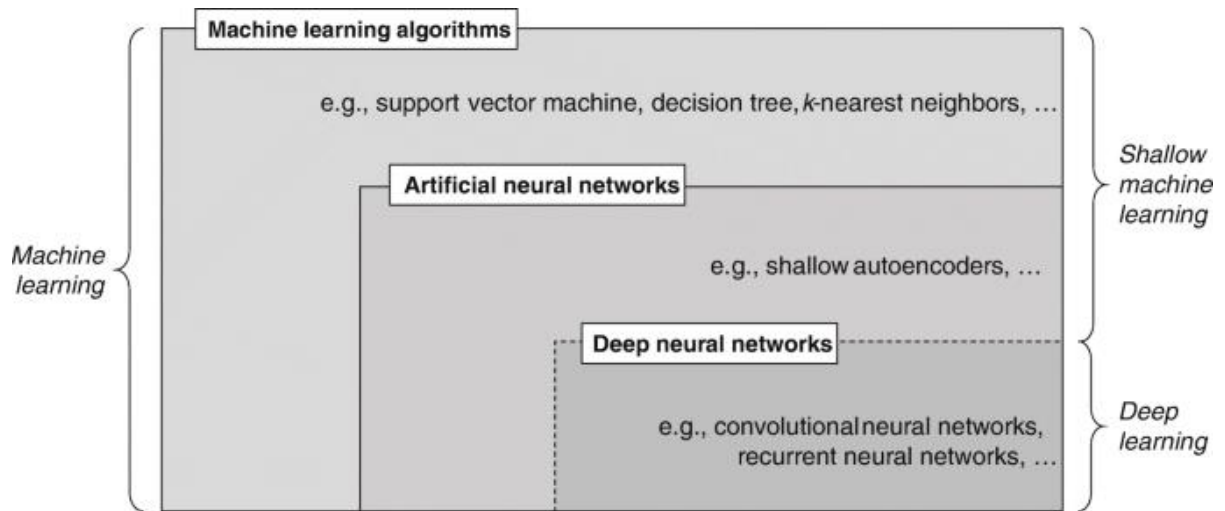 Machine learning algorithms
e.g., support vector machine, decision tree, k-nearest neighbors, …
Artificial neural networks
Shallow
machine
learning
Machine
learning
e.g., shallow autoencoders, …
Deep neural networks
e.g., convolutional neural networks,
recurrent neural networks, …
Deep
learning